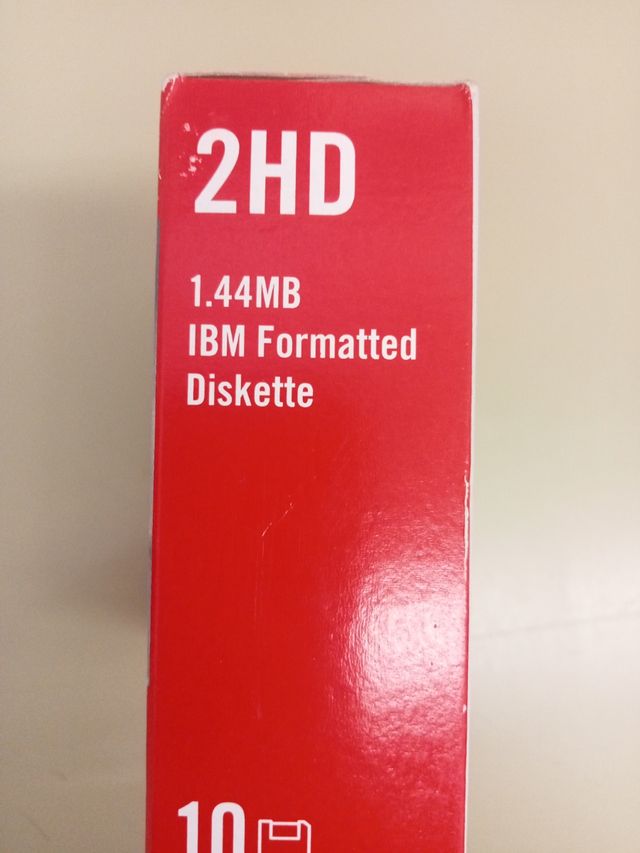 2HD
1.44MB
IBM Formatted
Diskette
10